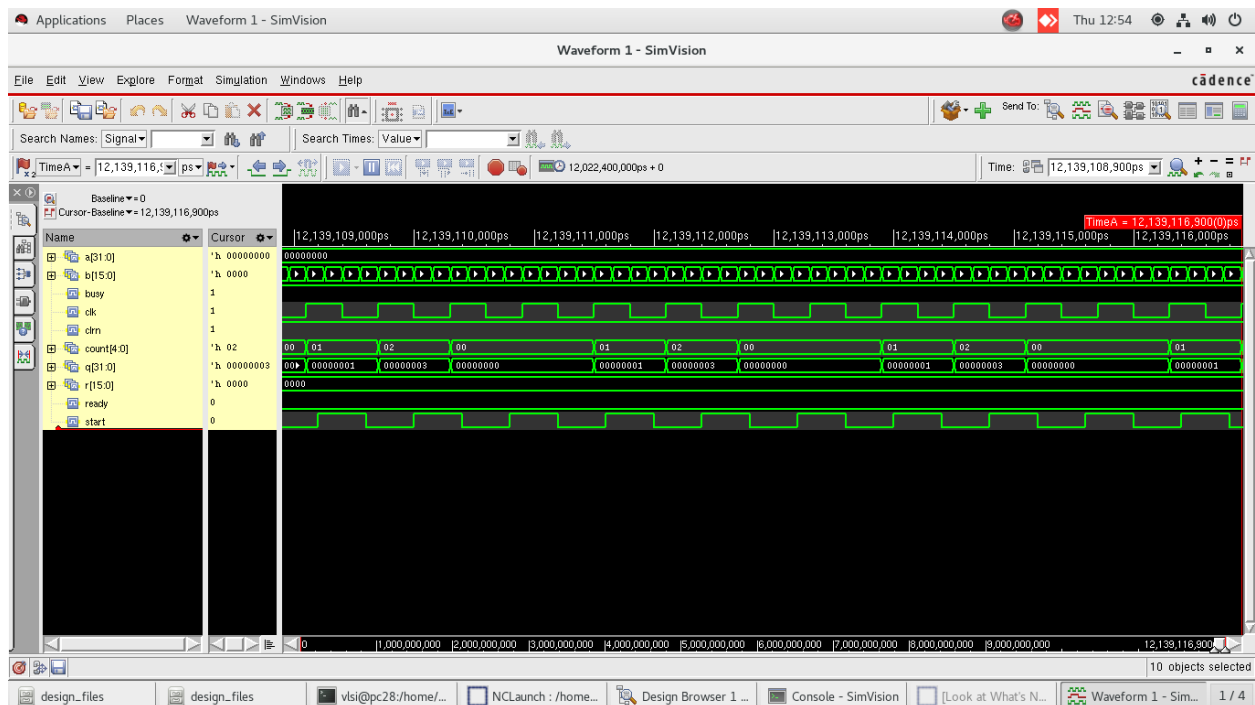 Applications Places Waveform 1 - SimVision Thu 12:54
Waveform 1 - SimVision
File Edit View Explore Format Simulation Windows Help cādence
Send To:
Search Names: Signal Search Times: Value
TimeA = 12,139,116,9 ps 12,022,400,000ps + 0 Time: 12,139,108,900ps
Baseline = 0
Cursor-Baseline = 12,139,116,900ps
TimeA = 12,139,116,900(0)ps
Name Cursor 12,139,109,000ps 12,139,110,000ps 12,139,111,000ps 12,139,112,000ps 12,139,113,000ps 12,139,114,000ps 12,139,115,000ps 12,139,116,000ps
a[31:0] 'h 00000000 00000000
b[15:0] 'h 0000
busy 1
clk 1
clrn 1
count[4:0] 'h 02 00 01 02 00 01 02 00 01 02 00 01
q[31:0] 'h 00000003 00 00000001 00000003 00000000 00000001 00000003 00000000 00000001 00000003 00000000 00000001
r[15:0] 'h 0000 0000
ready 0
start 0
0 1,000,000,000 2,000,000,000 3,000,000,000 4,000,000,000 5,000,000,000 6,000,000,000 7,000,000,000 8,000,000,000 9,000,000,000 12,139,116,900
10 objects selected
design_files design_files vlsi@pc28:/home/... NCLaunch : /home... Design Browser 1 ... Console - SimVision [Look at What's N... Waveform 1 - Sim... 1 / 4